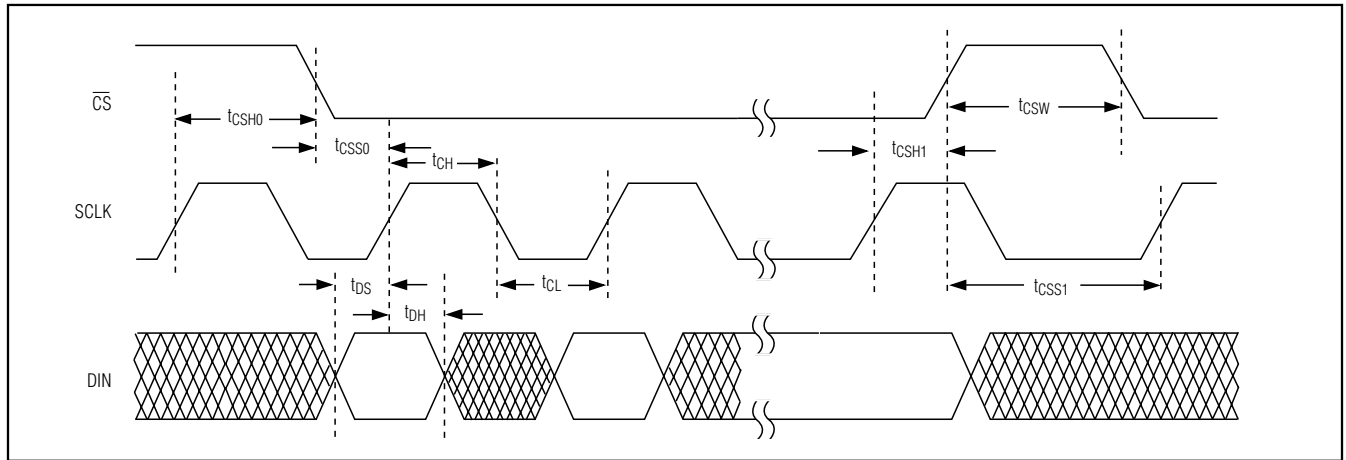 CS
tCSH0
tCSS0
tCH
tCSH1
tCSW
SCLK
tDS
tCL
tDH
tCSS1
DIN